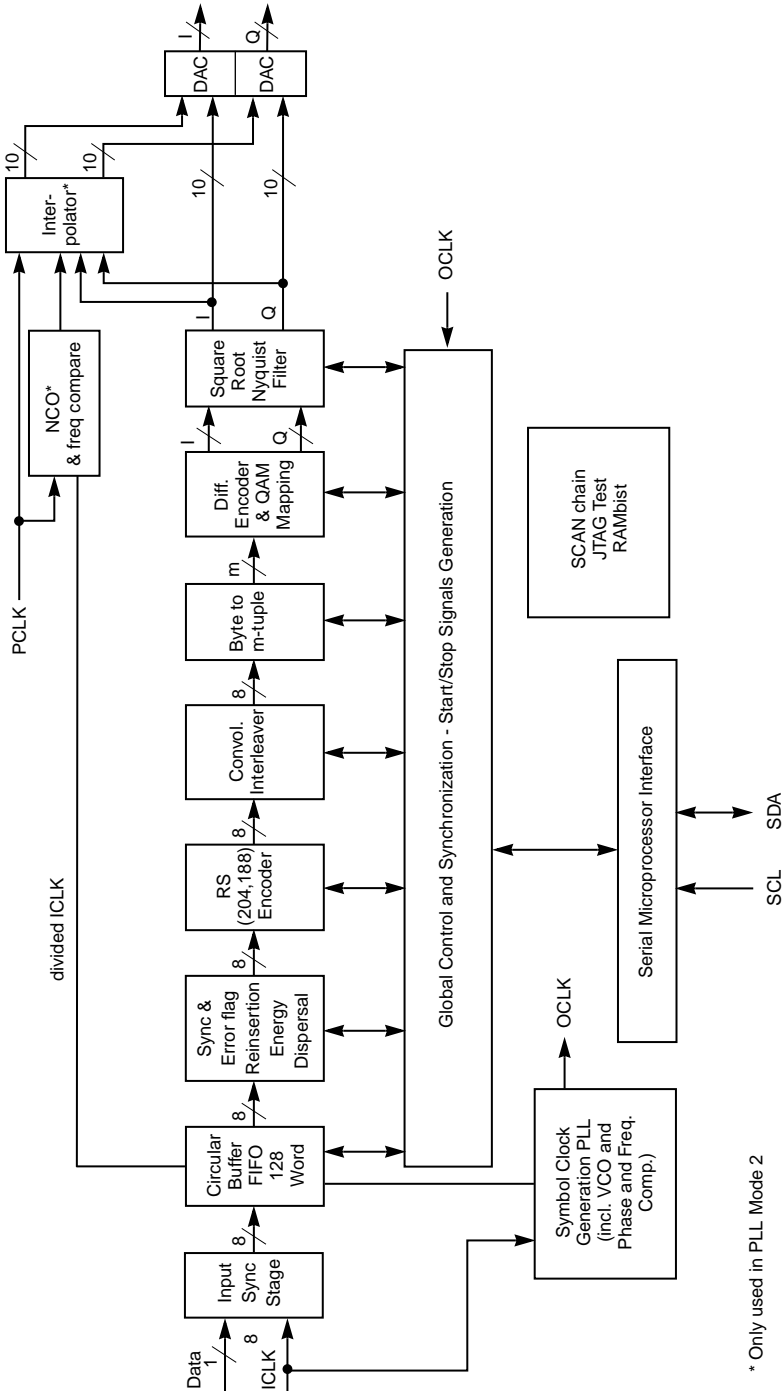 PCLK
divided ICLK
NCO*
& freq compare
Inter-
polator*
10
10
DAC
DAC
I
Q
Data
1
8
ICLK
Input
Sync
Stage
8
Circular
Buffer
FIFO
128
Word
8
Sync &
Error flag
Reinsertion
Energy
Dispersal
8
RS
(204,188)
Encoder
8
Convol.
Interleaver
8
Byte to
m-tuple
m
Diff.
Encoder
& QAM
Mapping
I
Q
Square
Root
Nyquist
Filter
I
Q
10
10
Global Control and Synchronization - Start/Stop Signals Generation
OCLK
Symbol Clock
Generation PLL
(incl. VCO and
Phase and Freq.
Comp.)
OCLK
Serial Microprocessor Interface
SCL
SDA
SCAN chain
JTAG Test
RAMbist
* Only used in PLL Mode 2